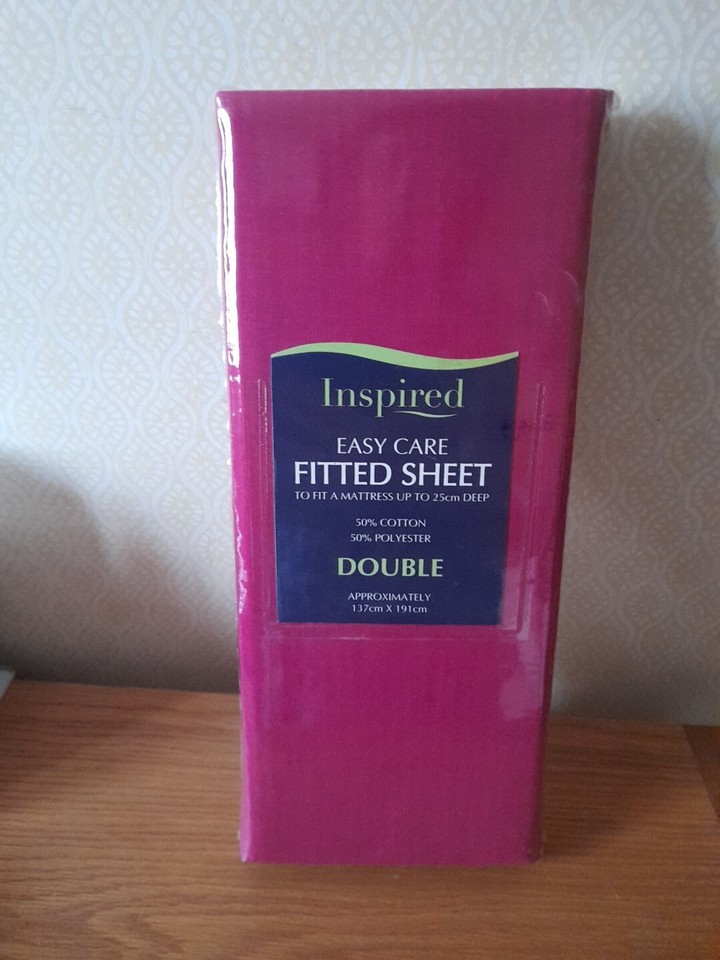 Inspired
EASY CARE
FITTED SHEET
TO FIT A MATTRESS UP TO 25cm DEEP
50% COTTON
50% POLYESTER
DOUBLE
APPROXIMATELY
137cm X 191cm